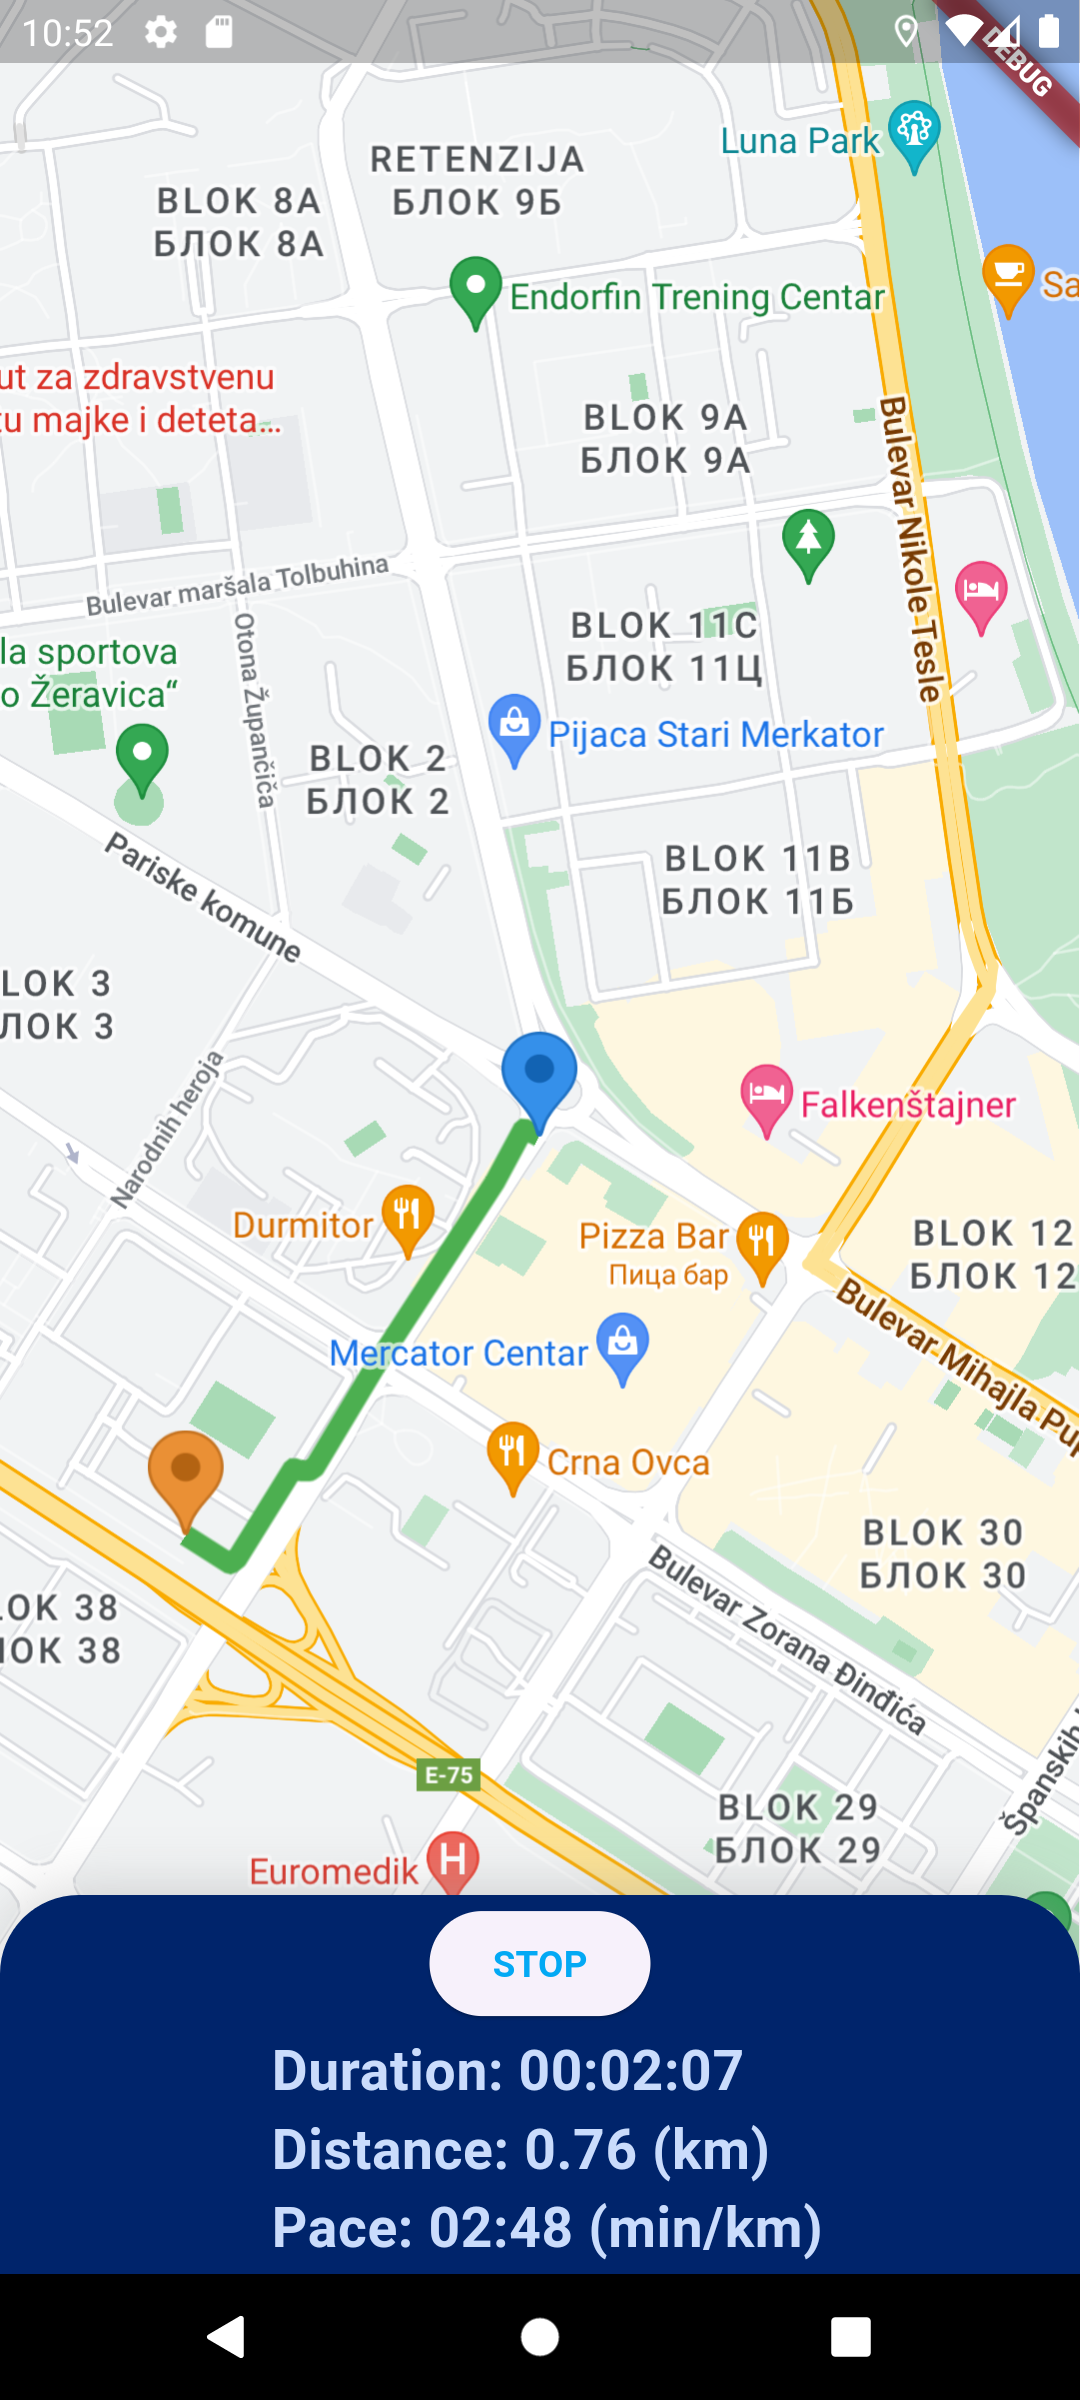 10:52
DEBUG
Luna Park
RETENZIJA
БЛОК 9Б
BLOK 8A
БЛОК 8А
Sa
Endorfin Trening Centar
ut za zdravstvenu
tu majke i deteta...
BLOK 9A
БЛОК 9А
Bulevar Nikole Tesle
Bulevar maršala Tolbuhina
Otona Župančiča
BLOK 11C
БЛОК 11Ц
la sportova
o Žeravica“
Pijaca Stari Merkator
BLOK 2
БЛОК 2
Pariske komune
BLOK 11B
БЛОК 11Б
LOK 3
ЛОК 3
Narodnih heroja
Falkenštajner
Durmitor
Pizza Bar
Пица бар
BLOK 12
БЛОК 12
Mercator Centar
Bulevar Mihajla Pup
Crna Ovca
BLOK 30
БЛОК 30
Bulevar Zorana Đinđića
LOK 38
ЛОК 38
E-75
Španskih
BLOK 29
БЛОК 29
Euromedik
H
STOP
Duration: 00:02:07
Distance: 0.76 (km)
Pace: 02:48 (min/km)